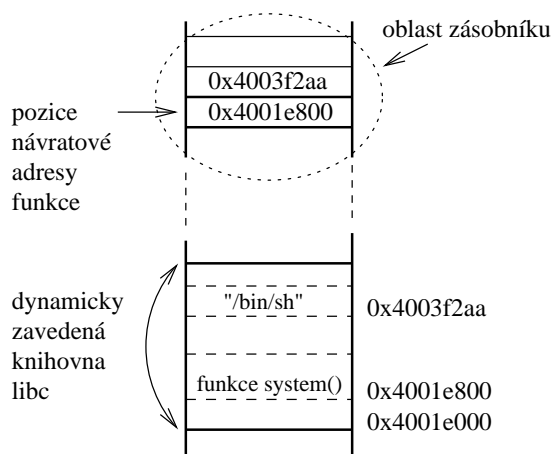 oblast zásobníku
0x4003f2aa
0x4001e800
pozice
návratové
adresy
funkce
dynamicky
zavedená
knihovna
libc
"/bin/sh"
0x4003f2aa
funkce system()
0x4001e800
0x4001e000